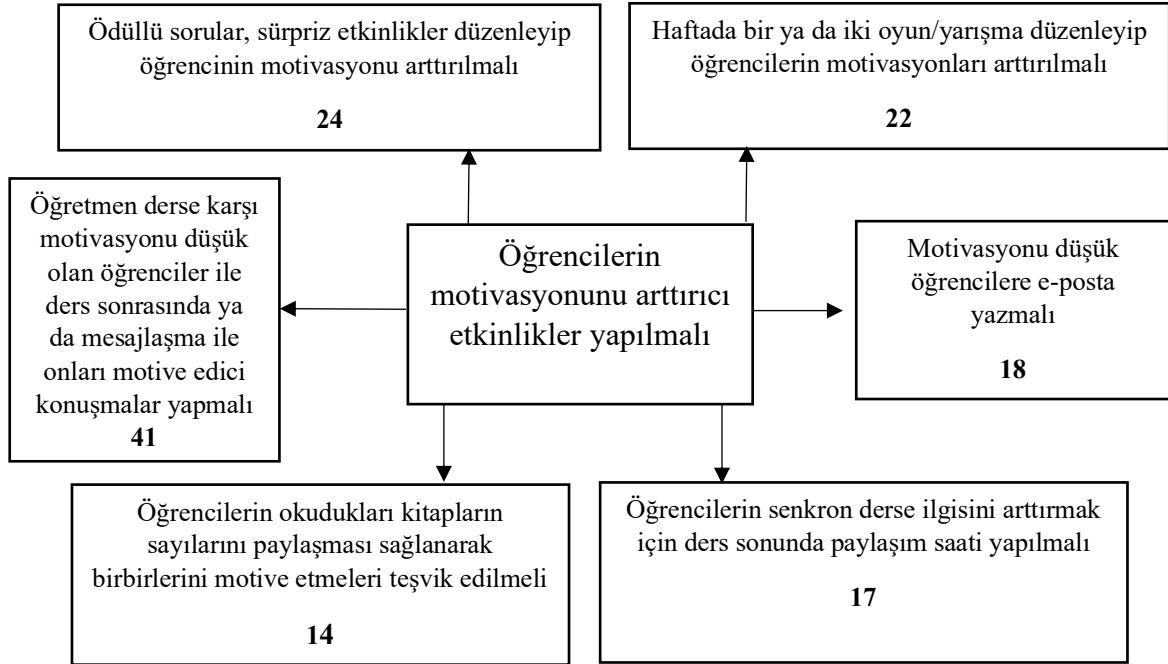 Ödüllü sorular, sürpriz etkinlikler düzenleyip
öğrencinin motivasyonu arttırılmalı
24
Haftada bir ya da iki oyun/yarışma düzenleyip
öğrencilerin motivasyonları arttırılmalı
22
Öğretmen derse karşı
motivasyonu düşük
olan öğrenciler ile
ders sonrasında ya
da mesajlaşma ile
onları motive edici
konuşmalar yapmalı
41
Öğrencilerin
motivasyonunu arttırıcı
etkinlikler yapılmalı
Motivasyonu düşük
öğrencilere e-posta
yazmalı
18
Öğrencilerin okudukları kitapların
sayılarını paylaşması sağlanarak
birbirlerini motive etmeleri teşvik edilmeli
14
Öğrencilerin senkron derse ilgisini arttırmak
için ders sonunda paylaşım saati yapılmalı
17